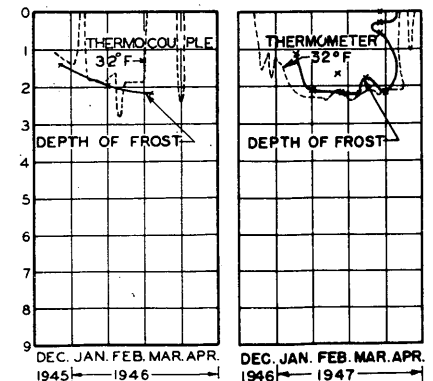 0
1
2
3
4
5
6
7
8
9
THERMOCOUPLE
32°F
DEPTH OF FROST
DEC. JAN. FEB. MAR. APR.
1945 1946
THERMOMETER
32°F
DEPTH OF FROST
DEC. JAN. FEB. MAR. APR.
1946 1947